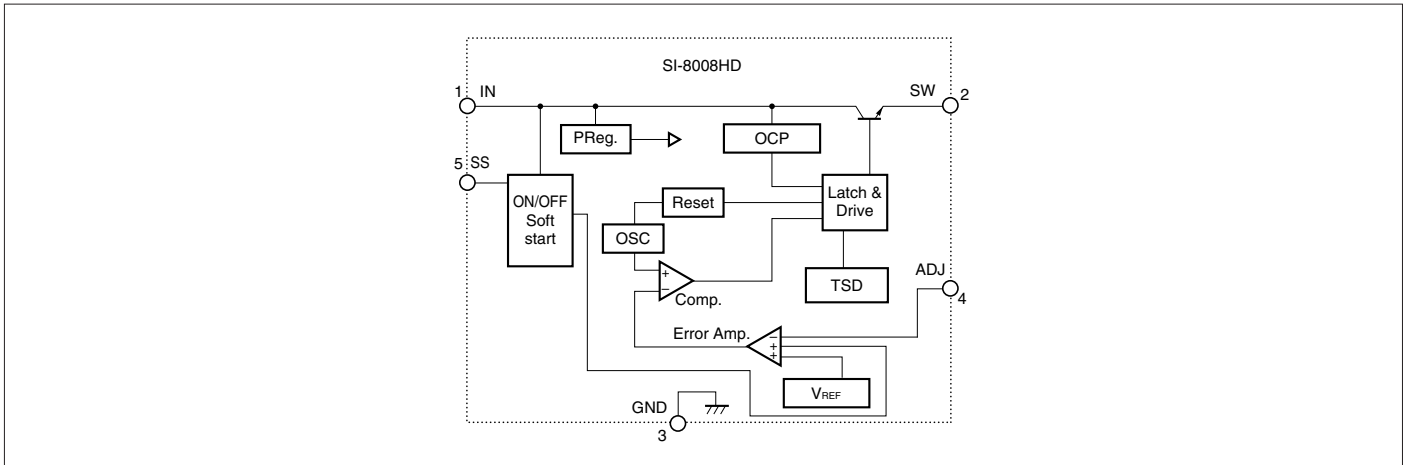 SI-8008HD
1 IN
SW 2
PReg.
OCP
5 SS
ON/OFF
Soft
start
Reset
Latch &
Drive
OSC
+
−
Comp.
TSD
ADJ
4
Error Amp.
−
+
+
VREF
GND
3